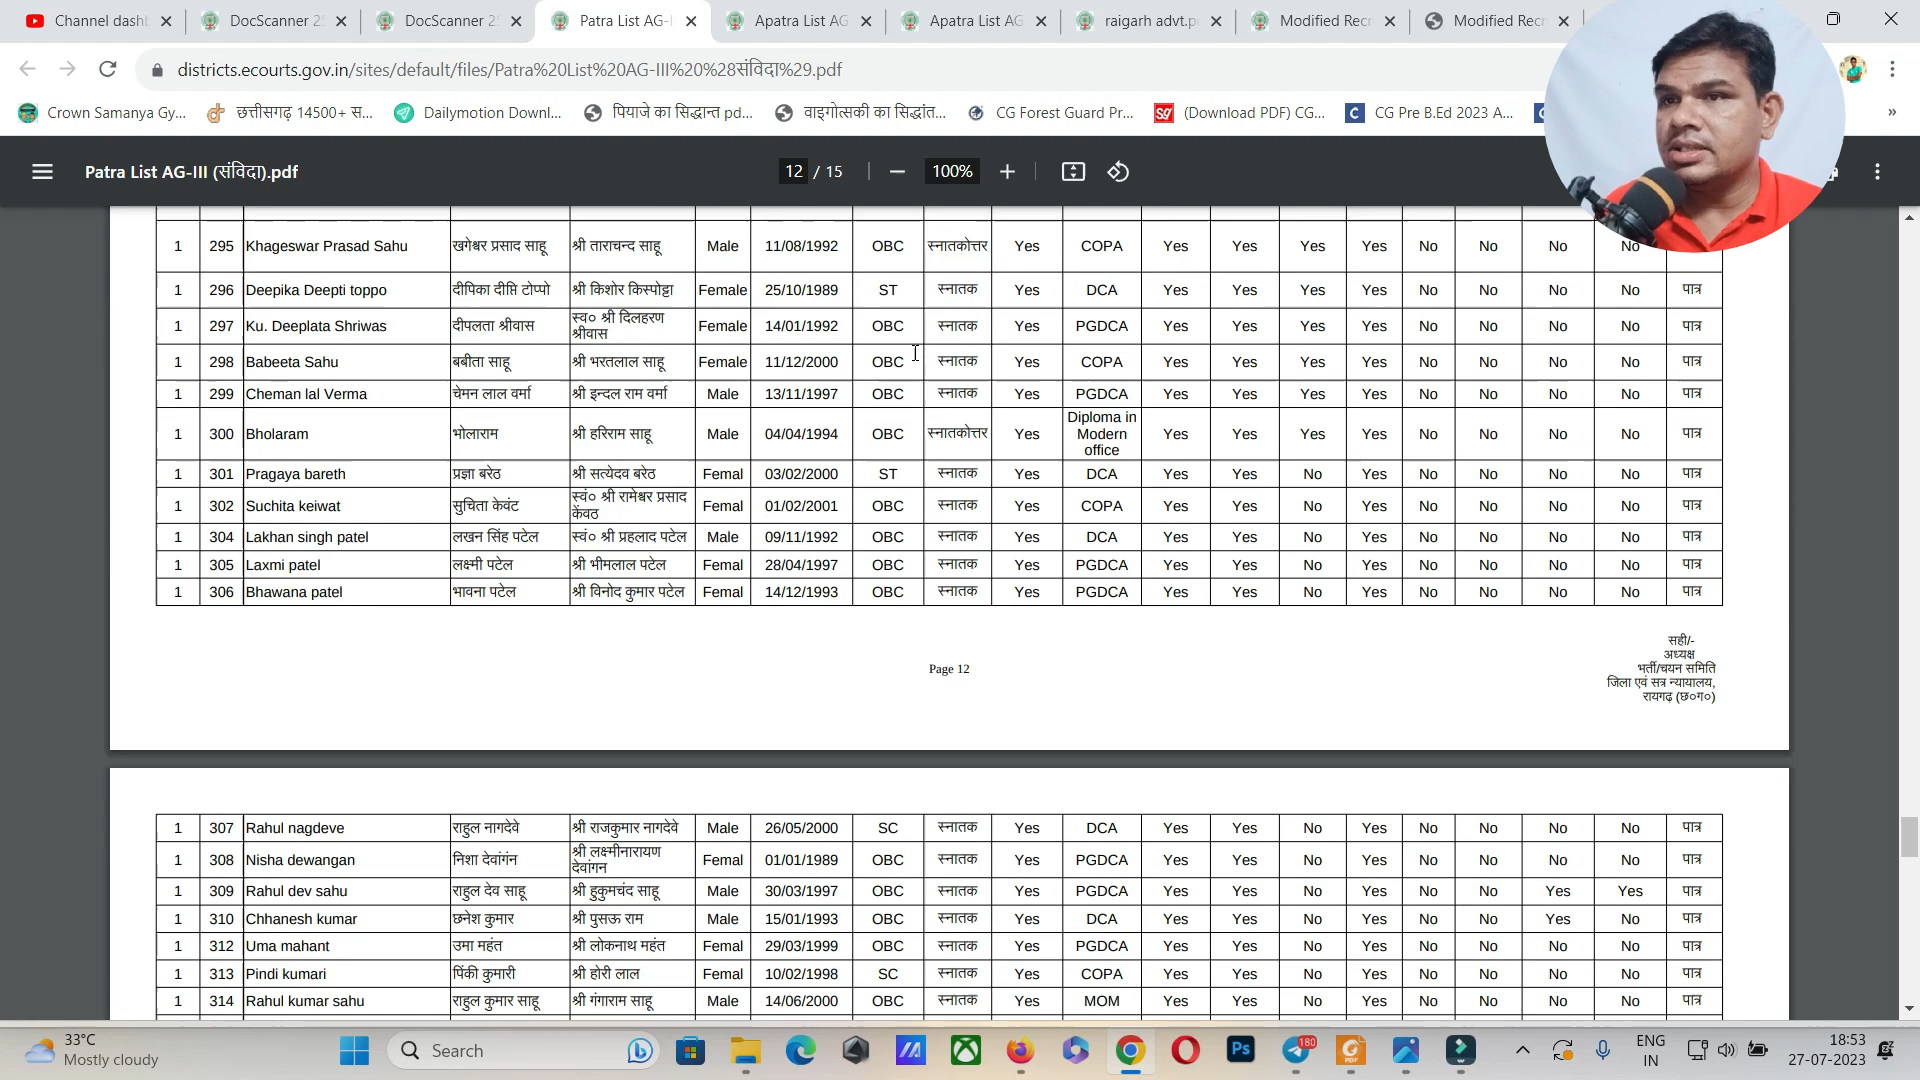 Channel dashb
DocScanner 2
DocScanner 2
Patra List AG-I
Apatra List AG
Apatra List AG
raigarh advt.p
Modified Recr
Modified Recr
districts.ecourts.gov.in/sites/default/files/Patra%20List%20AG-III%20%28संविदा%29.pdf
Crown Samanya Gy...
छत्तीसगढ़ 14500+ स...
Dailymotion Downl...
पियाजे का सिद्धान्त pd...
वाइगोत्सकी का सिद्धांत...
CG Forest Guard Pr...
(Download PDF) CG...
CG Pre B.Ed 2023 A...
Patra List AG-III (संविदा).pdf
12 / 15
100%
1 295 Khageswar Prasad Sahu खगेश्वर प्रसाद साहू श्री ताराचन्द साहू Male 11/08/1992 OBC स्नातकोत्तर Yes COPA Yes Yes Yes Yes No No No No
1 296 Deepika Deepti toppo दीपिका दीप्ति टोप्पो श्री किशोर किस्पोट्टा Female 25/10/1989 ST स्नातक Yes DCA Yes Yes Yes Yes No No No No पात्र
1 297 Ku. Deeplata Shriwas दीपलता श्रीवास स्व० श्री दिलहरण श्रीवास Female 14/01/1992 OBC स्नातक Yes PGDCA Yes Yes Yes Yes No No No No पात्र
1 298 Babeeta Sahu बबीता साहू श्री भरतलाल साहू Female 11/12/2000 OBC स्नातक Yes COPA Yes Yes Yes Yes No No No No पात्र
1 299 Cheman lal Verma चेमन लाल वर्मा श्री इन्दल राम वर्मा Male 13/11/1997 OBC स्नातक Yes PGDCA Yes Yes Yes Yes No No No No पात्र
1 300 Bholaram भोलाराम श्री हरिराम साहू Male 04/04/1994 OBC स्नातकोत्तर Yes Diploma in Modern office Yes Yes Yes Yes No No No No पात्र
1 301 Pragaya bareth प्रज्ञा बरेठ श्री सत्येदव बरेठ Femal 03/02/2000 ST स्नातक Yes DCA Yes Yes No Yes No No No No पात्र
1 302 Suchita keiwat सुचिता केवंट स्वं० श्री रामेश्वर प्रसाद केंवठ Femal 01/02/2001 OBC स्नातक Yes COPA Yes Yes No Yes No No No No पात्र
1 304 Lakhan singh patel लखन सिंह पटेल स्वं० श्री प्रहलाद पटेल Male 09/11/1992 OBC स्नातक Yes DCA Yes Yes No Yes No No No No पात्र
1 305 Laxmi patel लक्ष्मी पटेल श्री भीमलाल पटेल Femal 28/04/1997 OBC स्नातक Yes PGDCA Yes Yes No Yes No No No No पात्र
1 306 Bhawana patel भावना पटेल श्री विनोद कुमार पटेल Femal 14/12/1993 OBC स्नातक Yes PGDCA Yes Yes No Yes No No No No पात्र
सही/-
अध्यक्ष
Page 12
भर्ती/चयन समिति
जिला एवं सत्र न्यायालय,
रायगढ़ (छ०ग०)
1 307 Rahul nagdeve राहुल नागदेवे श्री राजकुमार नागदेवे Male 26/05/2000 SC स्नातक Yes DCA Yes Yes No Yes No No No No पात्र
1 308 Nisha dewangan निशा देवांगंन श्री लक्ष्मीनारायण देवांगन Femal 01/01/1989 OBC स्नातक Yes PGDCA Yes Yes No Yes No No No No पात्र
1 309 Rahul dev sahu राहुल देव साहू श्री हुकुमचंद साहू Male 30/03/1997 OBC स्नातक Yes PGDCA Yes Yes No Yes No No Yes Yes पात्र
1 310 Chhanesh kumar छनेश कुमार श्री पुसऊ राम Male 15/01/1993 OBC स्नातक Yes DCA Yes Yes No Yes No No Yes No पात्र
1 312 Uma mahant उमा महंत श्री लोकनाथ महंत Femal 29/03/1999 OBC स्नातक Yes PGDCA Yes Yes No Yes No No No No पात्र
1 313 Pindi kumari पिंकी कुमारी श्री होरी लाल Femal 10/02/1998 SC स्नातक Yes COPA Yes Yes No Yes No No No No पात्र
1 314 Rahul kumar sahu राहुल कुमार साहू श्री गंगाराम साहू Male 14/06/2000 OBC स्नातक Yes MOM Yes Yes No Yes No No No No पात्र
33°C
Mostly cloudy
Search
Ps
180
PDF
ENG
IN
18:53
27-07-2023